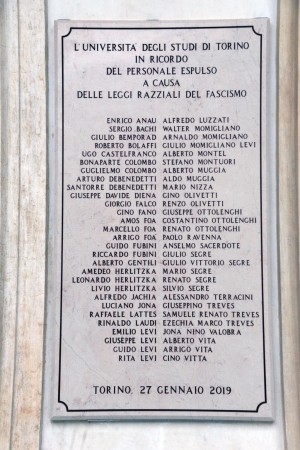 L'UNIVERSITÀ DEGLI STUDI DI TORINO
IN RICORDO
DEL PERSONALE ESPULSO
A CAUSA
DELLE LEGGI RAZZIALI DEL FASCISMO
ENRICO ANAU ALFREDO LUZZATI
SERGIO BACHI WALTER MOMIGLIANO
GIULIO BEMPORAD ARNALDO MOMIGLIANO
ROBERTO BOLAFFI GIULIO MOMIGLIANO LEVI
UGO CASTELFRANCO ALBERTO MONTEL
BONAPARTE COLOMBO STEFANO MONTUORI
GUGLIELMO COLOMBO ALBERTO MUGGIA
ARTURO DEBENEDETTI ALDO MUGGIA
SANTORRE DEBENEDETTI MARIO NIZZA
GIUSEPPE DAVIDE DIENA GINO OLIVETTI
GIORGIO FALCO RENZO OLIVETTI
GINO FANO GIUSEPPE OTTOLENGHI
AMOS FOA COSTANTINO OTTOLENGHI
MARCELLO FOA RENATO OTTOLENGHI
ARRIGO FOA' PAOLO RAVENNA
GUIDO FUBINI ANSELMO SACERDOTE
RICCARDO FUBINI GIULIO SEGRE
ALBERTO GENTILI GIULIO VITTORIO SEGRE
AMEDEO HERLITZKA MARIO SEGRE
LEONARDO HERLITZKA RENATO SEGRE
LIVIO HERLITZKA SILVIO SEGRE
ALFREDO JACHIA ALESSANDRO TERRACINI
LUCIANO JONA GIUSEPPINO TREVES
RAFFAELE LATTES SAMUELE RENATO TREVES
RINALDO LAUDI EZECHIA MARCO TREVES
EMILIO LEVI JONA NINO VALOBRA
GIUSEPPE LEVI ALBERTO VITA
GUIDO LEVI ARRIGO VITA
RITA LEVI CINO VITTA
TORINO, 27 GENNAIO 2019